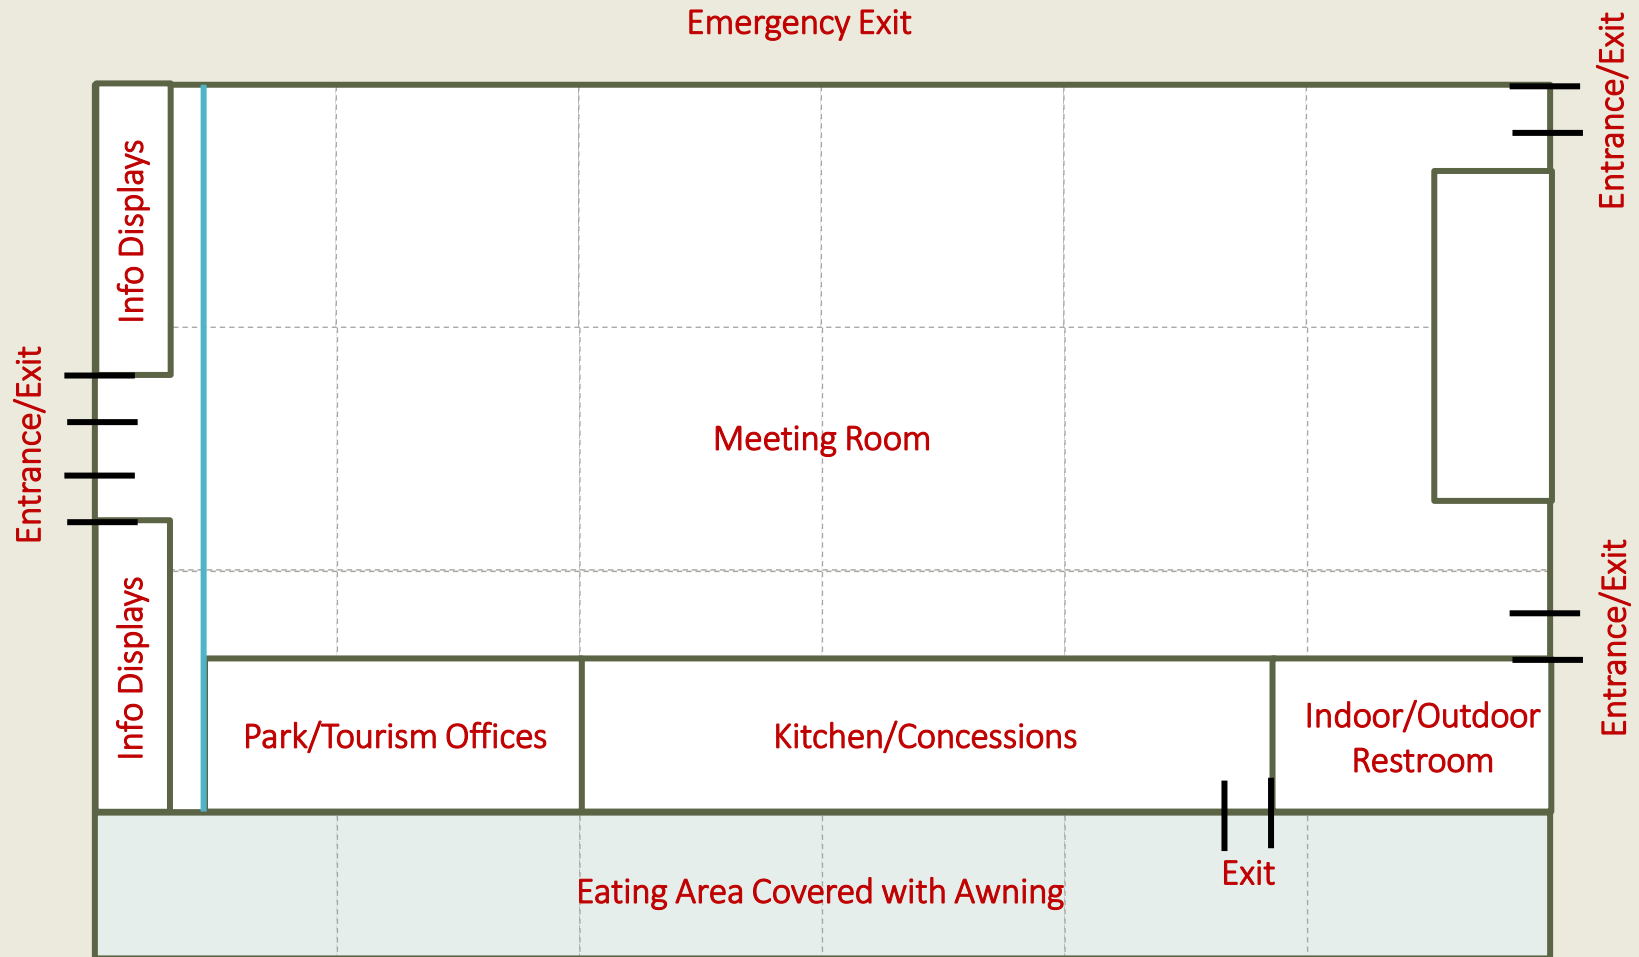 Emergency Exit
Entrance/Exit
Info Displays
Entrance/Exit
Meeting Room
Entrance/Exit
Info Displays
Park/Tourism Offices
Kitchen/Concessions
Indoor/Outdoor
Restroom
Exit
Eating Area Covered with Awning